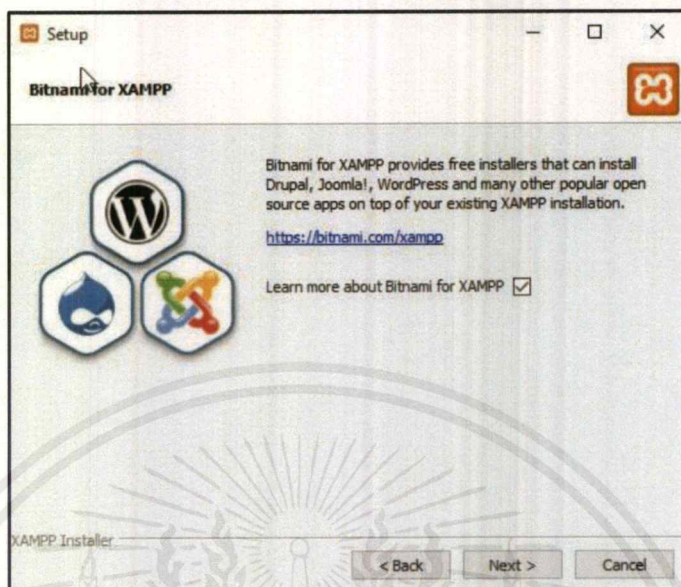 Setup
Bitnami for XAMPP
Bitnami for XAMPP provides free installers that can install
Drupal, Joomla!, WordPress and many other popular open
source apps on top of your existing XAMPP installation.
https://bitnami.com/xampp
Learn more about Bitnami for XAMPP
XAMPP Installer
< Back
Next >
Cancel